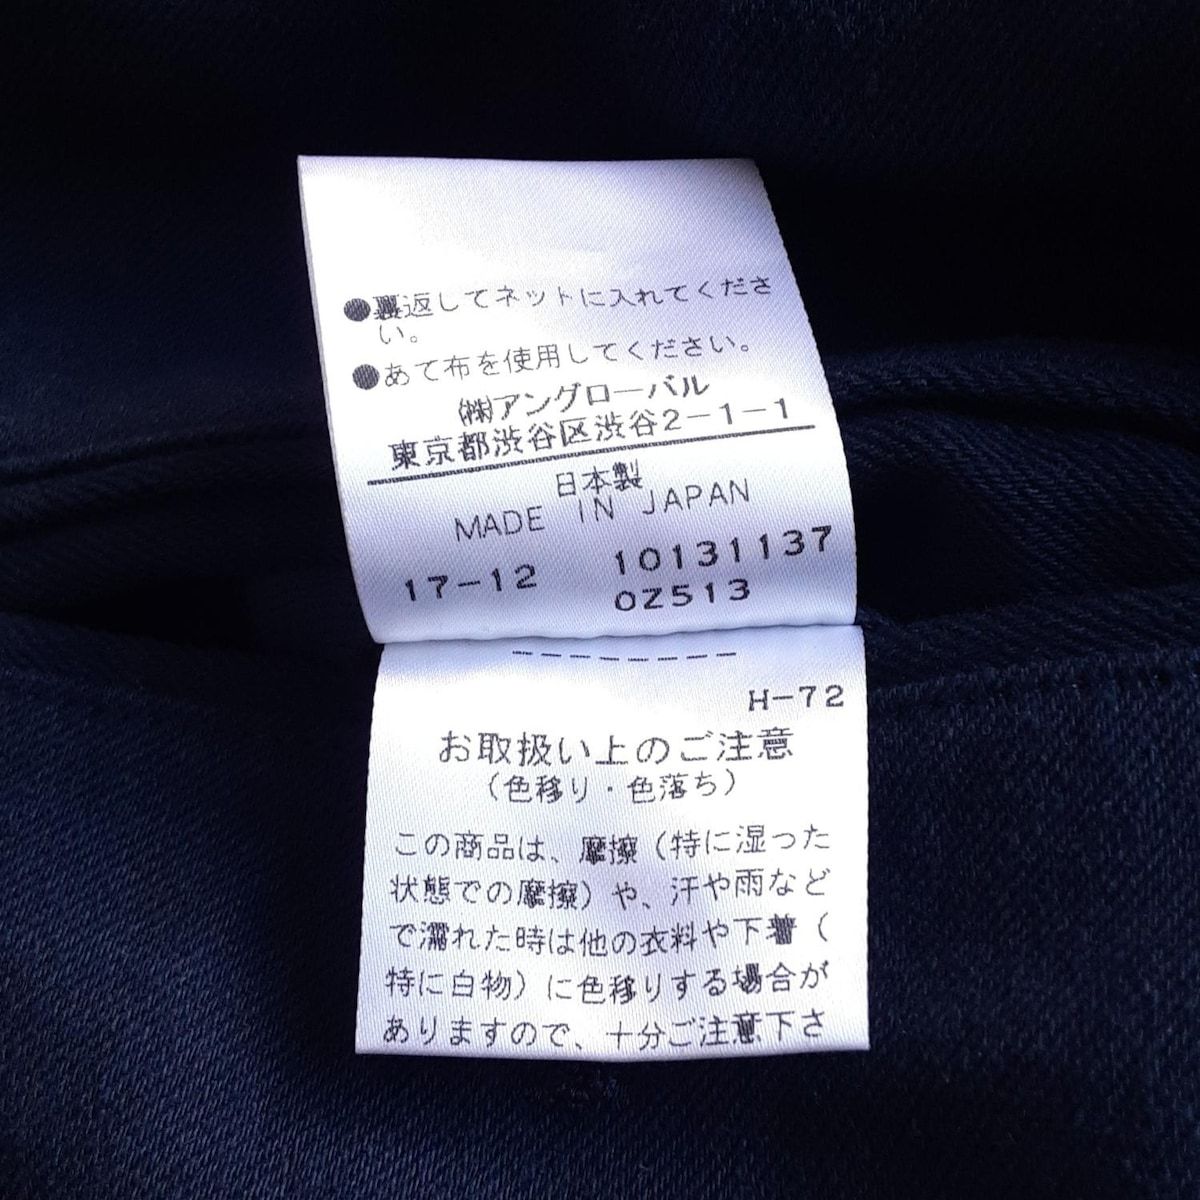 ●裏返してネットに入れてくださ
い。
●あて布を使用してください。
㈱アングローバル
東京都渋谷区渋谷2-1-1
日本製
MADE IN JAPAN
17-12 10131137
OZ513
-------- 
H-72
お取扱い上のご注意
(色移り・色落ち)
この商品は、摩擦(特に湿った
状態での摩擦)や、汗や雨など
で濡れた時は他の衣料や下着(
特に白物)に色移りする場合が
ありますので、十分ご注意下さ